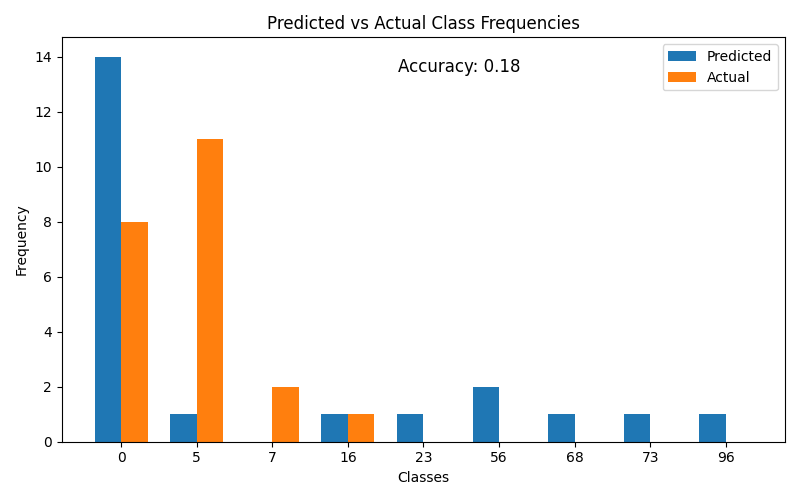 Predicted vs Actual Class Frequencies
Accuracy: 0.18
Predicted
Actual
Frequency
14
12
10
8
6
4
2
0
0 5 7 16 23 56 68 73 96
Classes